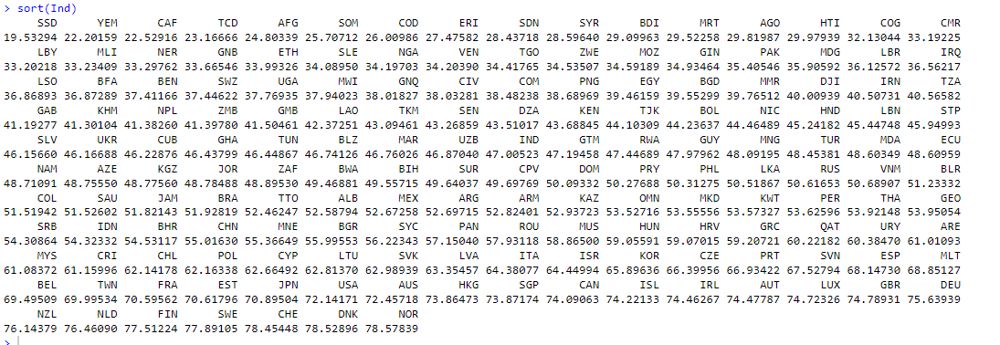 > sort(Ind)
SSD YEM CAF TCD AFG SOM COD ERI SDN SYR BDI MRT AGO HTI COG CMR
19.53294 22.20159 22.52916 23.16666 24.80339 25.70712 26.00986 27.47582 28.43718 28.59640 29.09963 29.52258 29.81987 29.97939 32.13044 33.19225
LBY MLI NER GNB ETH SLE NGA VEN TGO ZWE MOZ GIN PAK MDG LBR IRQ
33.20218 33.23409 33.29762 33.66546 33.99326 34.08950 34.19703 34.20390 34.41765 34.53507 34.59189 34.93464 35.40546 35.90592 36.12572 36.56217
LSO BFA BEN SWZ UGA MWI GNQ CIV COM PNG EGY BGD MMR DJI IRN TZA
36.86893 36.87289 37.41166 37.44622 37.76935 37.94023 38.01827 38.03281 38.48238 38.68969 39.46159 39.55299 39.76512 40.00939 40.50731 40.56582
GAB KHM NPL ZMB GMB LAO TKM SEN DZA KEN TJK BOL NIC HND LBN STP
41.19277 41.30104 41.38260 41.39780 41.50461 42.37251 43.09461 43.26859 43.51017 43.68845 44.10309 44.23637 44.46489 45.24182 45.44748 45.94993
SLV UKR CUB GHA TUN BLZ MAR UZB IND GTM RWA GUY MNG TUR MDA ECU
46.15660 46.16688 46.22876 46.43799 46.44867 46.74126 46.76026 46.87040 47.00523 47.19458 47.44689 47.97962 48.09195 48.45381 48.60349 48.60959
NAM AZE KGZ JOR ZAF BWA BIH SUR CPV DOM PRY PHL LKA RUS VNM BLR
48.71091 48.75550 48.77560 48.78488 48.89530 49.46881 49.55715 49.64037 49.69769 50.09332 50.27688 50.31275 50.51867 50.61653 50.68907 51.23332
COL SAU JAM BRA TTO ALB MEX ARG ARM KAZ OMN MKD KWT PER THA GEO
51.51942 51.52602 51.82143 51.92819 52.46247 52.58794 52.67258 52.69715 52.82401 52.93723 53.52716 53.55556 53.57327 53.62596 53.92148 53.95054
SRB IDN BHR CHN MNE BGR SYC PAN ROU MUS HUN HRV GRC QAT URY ARE
54.30864 54.32332 54.53117 55.01630 55.36649 55.99553 56.22343 57.15040 57.93118 58.86500 59.05591 59.07015 59.20721 60.22182 60.38470 61.01093
MYS CRI CHL POL CYP LTU SVK LVA ITA ISR KOR CZE PRT SVN ESP MLT
61.08372 61.15996 62.14178 62.16338 62.66492 62.81370 62.98939 63.35457 64.38077 64.44994 65.89636 66.39956 66.93422 67.52794 68.14730 68.85127
BEL TWN FRA EST JPN USA AUS HKG SGP CAN ISL IRL AUT LUX GBR DEU
69.49509 69.99534 70.59562 70.61796 70.89504 72.14171 72.45718 73.86473 73.87174 74.09063 74.22133 74.46267 74.47787 74.72326 74.78931 75.63939
NZL NLD FIN SWE CHE DNK NOR
76.14379 76.46090 77.51224 77.89105 78.45448 78.52896 78.57839
>